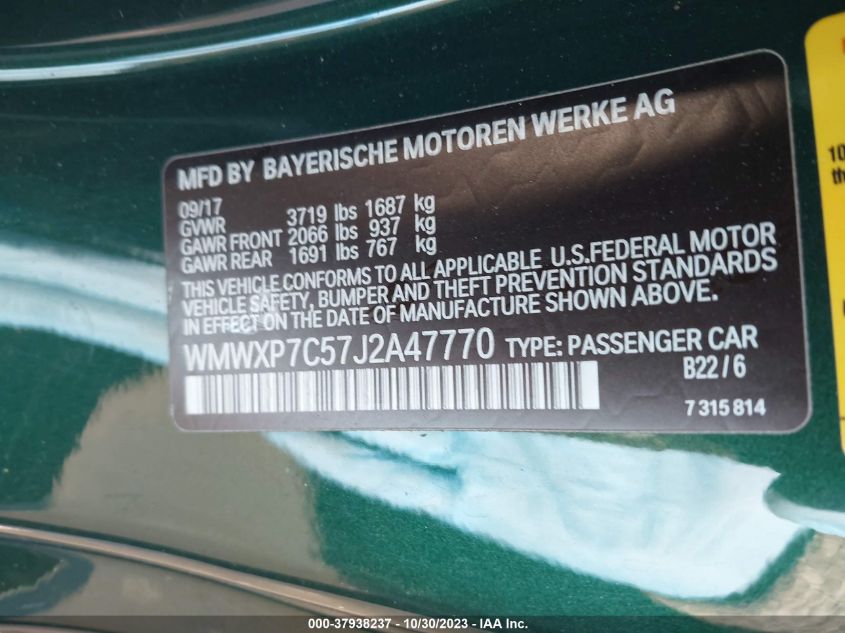 MFD BY BAYERISCHE MOTOREN WERKE AG
09/17
GVWR 3719 lbs 1687 kg
GAWR FRONT 2066 lbs 937 kg
GAWR REAR 1691 lbs 767 kg
THIS VEHICLE CONFORMS TO ALL APPLICABLE U.S.FEDERAL MOTOR
VEHICLE SAFETY, BUMPER AND THEFT PREVENTION STANDARDS
IN EFFECT ON THE DATE OF MANUFACTURE SHOWN ABOVE.
WMWXP7C57J2A47770 TYPE: PASSENGER CAR
B22/6
7 315 814
10
th
000-37938237 - 10/30/2023 - IAA Inc.